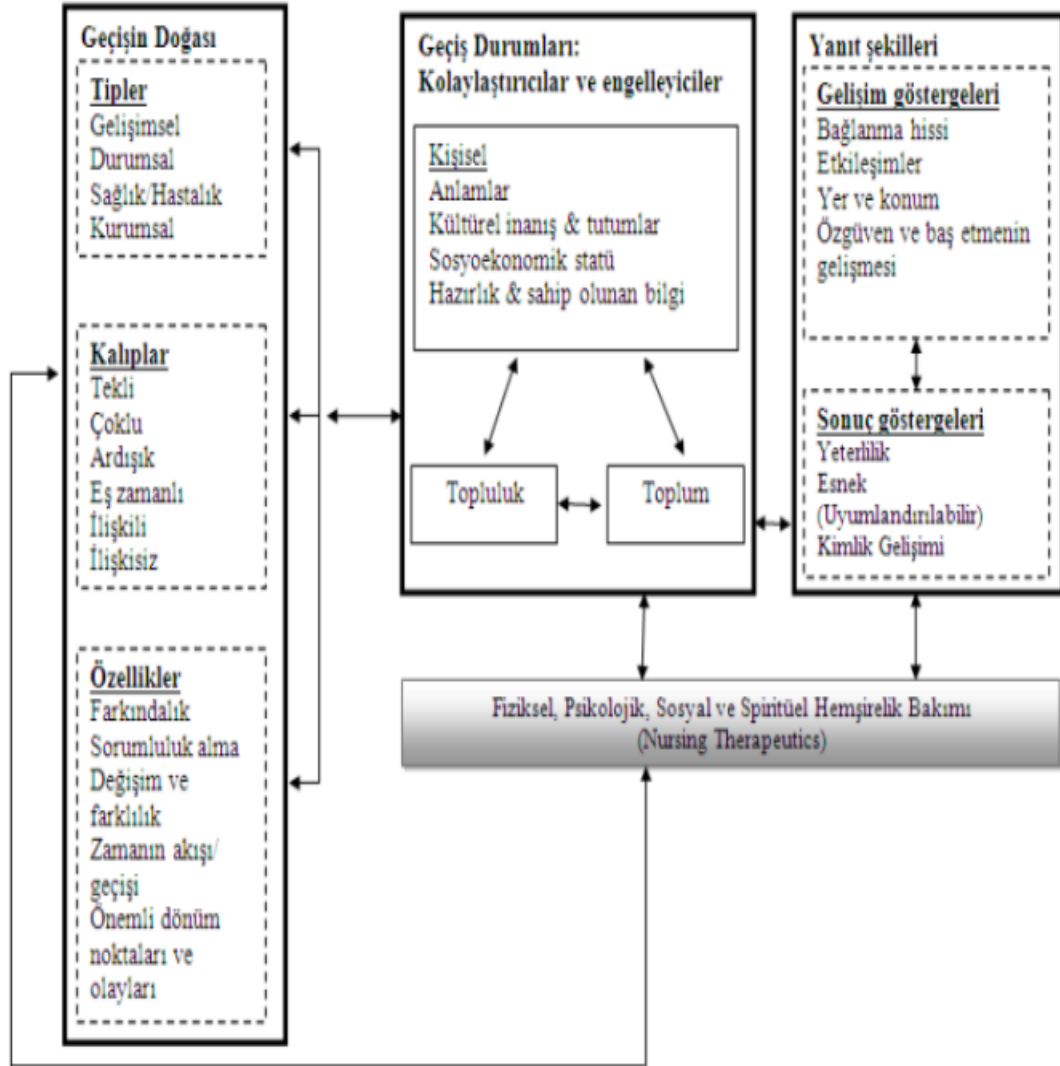 Geçişin Doğası
Tipler
Gelişimsel
Durumsal
Sağlık/Hastalık
Kurumsal
Kalıplar
Tekli
Çoklu
Ardışık
Eş zamanlı
İlişkili
İlişkisiz
Özellikler
Farkındalık
Sorumluluk alma
Değişim ve
farklılık
Zamanın akışı/
geçişi
Önemli dönüm
noktaları ve
olayları
Geçiş Durumları:
Kolaylaştırıcılar ve engelleyiciler
Kişisel
Anlamlar
Kültürel inanış & tutumlar
Sosyoekonomik statü
Hazırlık & sahip olunan bilgi
Topluluk
Toplum
Yanıt şekilleri
Gelişim göstergeleri
Bağlanma hissi
Etkileşimler
Yer ve konum
Özgüven ve baş etmenin
gelişmesi
Sonuç göstergeleri
Yeterlilik
Esnek
(Uyumlandırılabilir)
Kimlik Gelişimi
Fiziksel, Psikolojik, Sosyal ve Spiritüel Hemşirelik Bakımı
(Nursing Therapeutics)